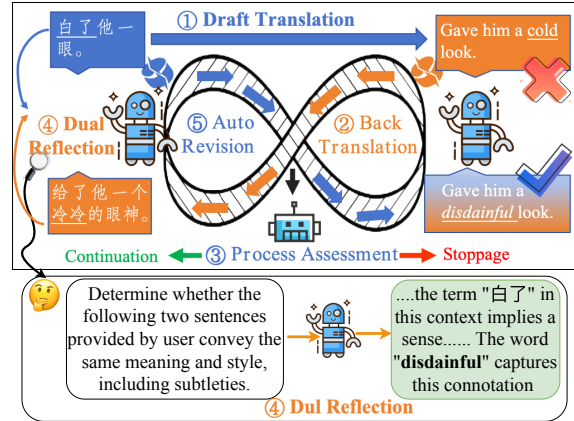 ① Draft Translation
白了他一
眼。
Gave him a cold
look.
④ Dual
Reflection
⑤ Auto
Revision
② Back
Translation
给了他一个
冷冷的眼神。
Gave him a
disdainful look.
Continuation
③ Process Assessment
Stoppage
Determine whether the
following two sentences
provided by user convey the
same meaning and style,
including subtleties.
....the term "白了" in
this context implies a
sense...... The word
"disdainful" captures
this connotation
④ Dul Reflection